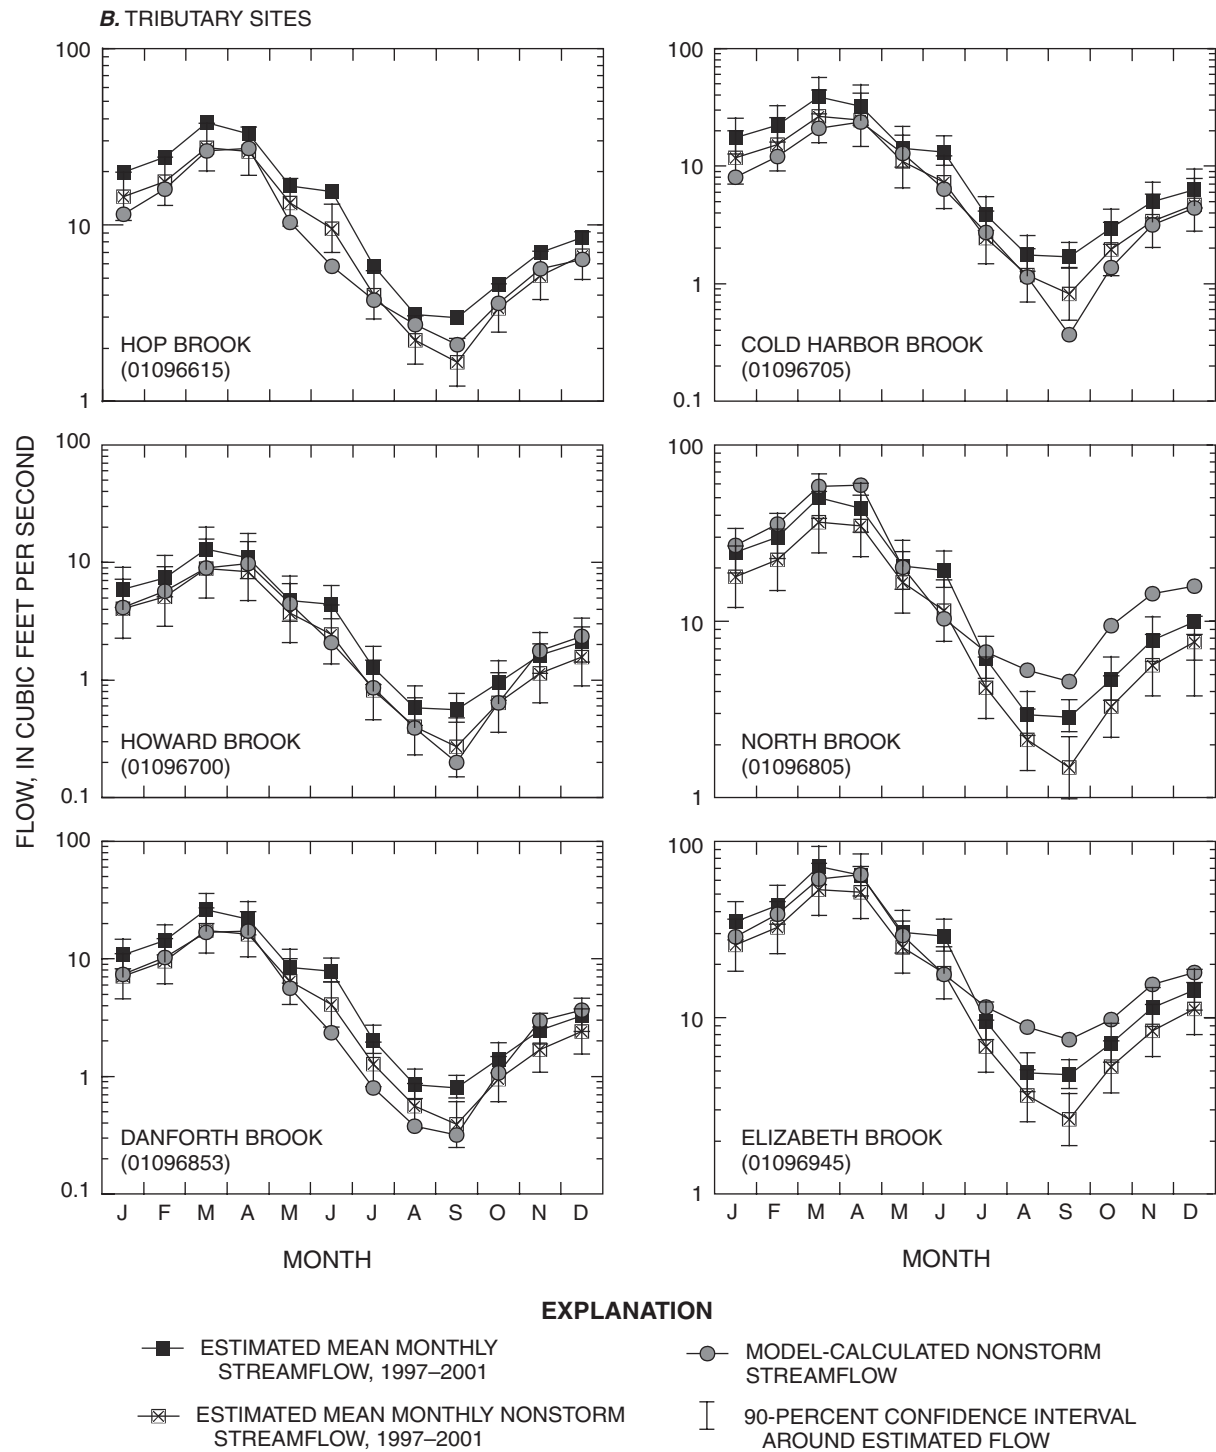 B. TRIBUTARY SITES
100
10
1
HOP BROOK
(01096615)
100
10
1
0.1
COLD HARBOR BROOK
(01096705)
FLOW, IN CUBIC FEET PER SECOND
100
10
1
0.1
HOWARD BROOK
(01096700)
100
10
1
NORTH BROOK
(01096805)
100
10
1
0.1
DANFORTH BROOK
(01096853)
J F M A M J J A S O N D
MONTH
100
10
1
ELIZABETH BROOK
(01096945)
J F M A M J J A S O N D
MONTH
EXPLANATION
ESTIMATED MEAN MONTHLY
STREAMFLOW, 1997–2001
ESTIMATED MEAN MONTHLY NONSTORM
STREAMFLOW, 1997–2001
MODEL-CALCULATED NONSTORM
STREAMFLOW
90-PERCENT CONFIDENCE INTERVAL
AROUND ESTIMATED FLOW